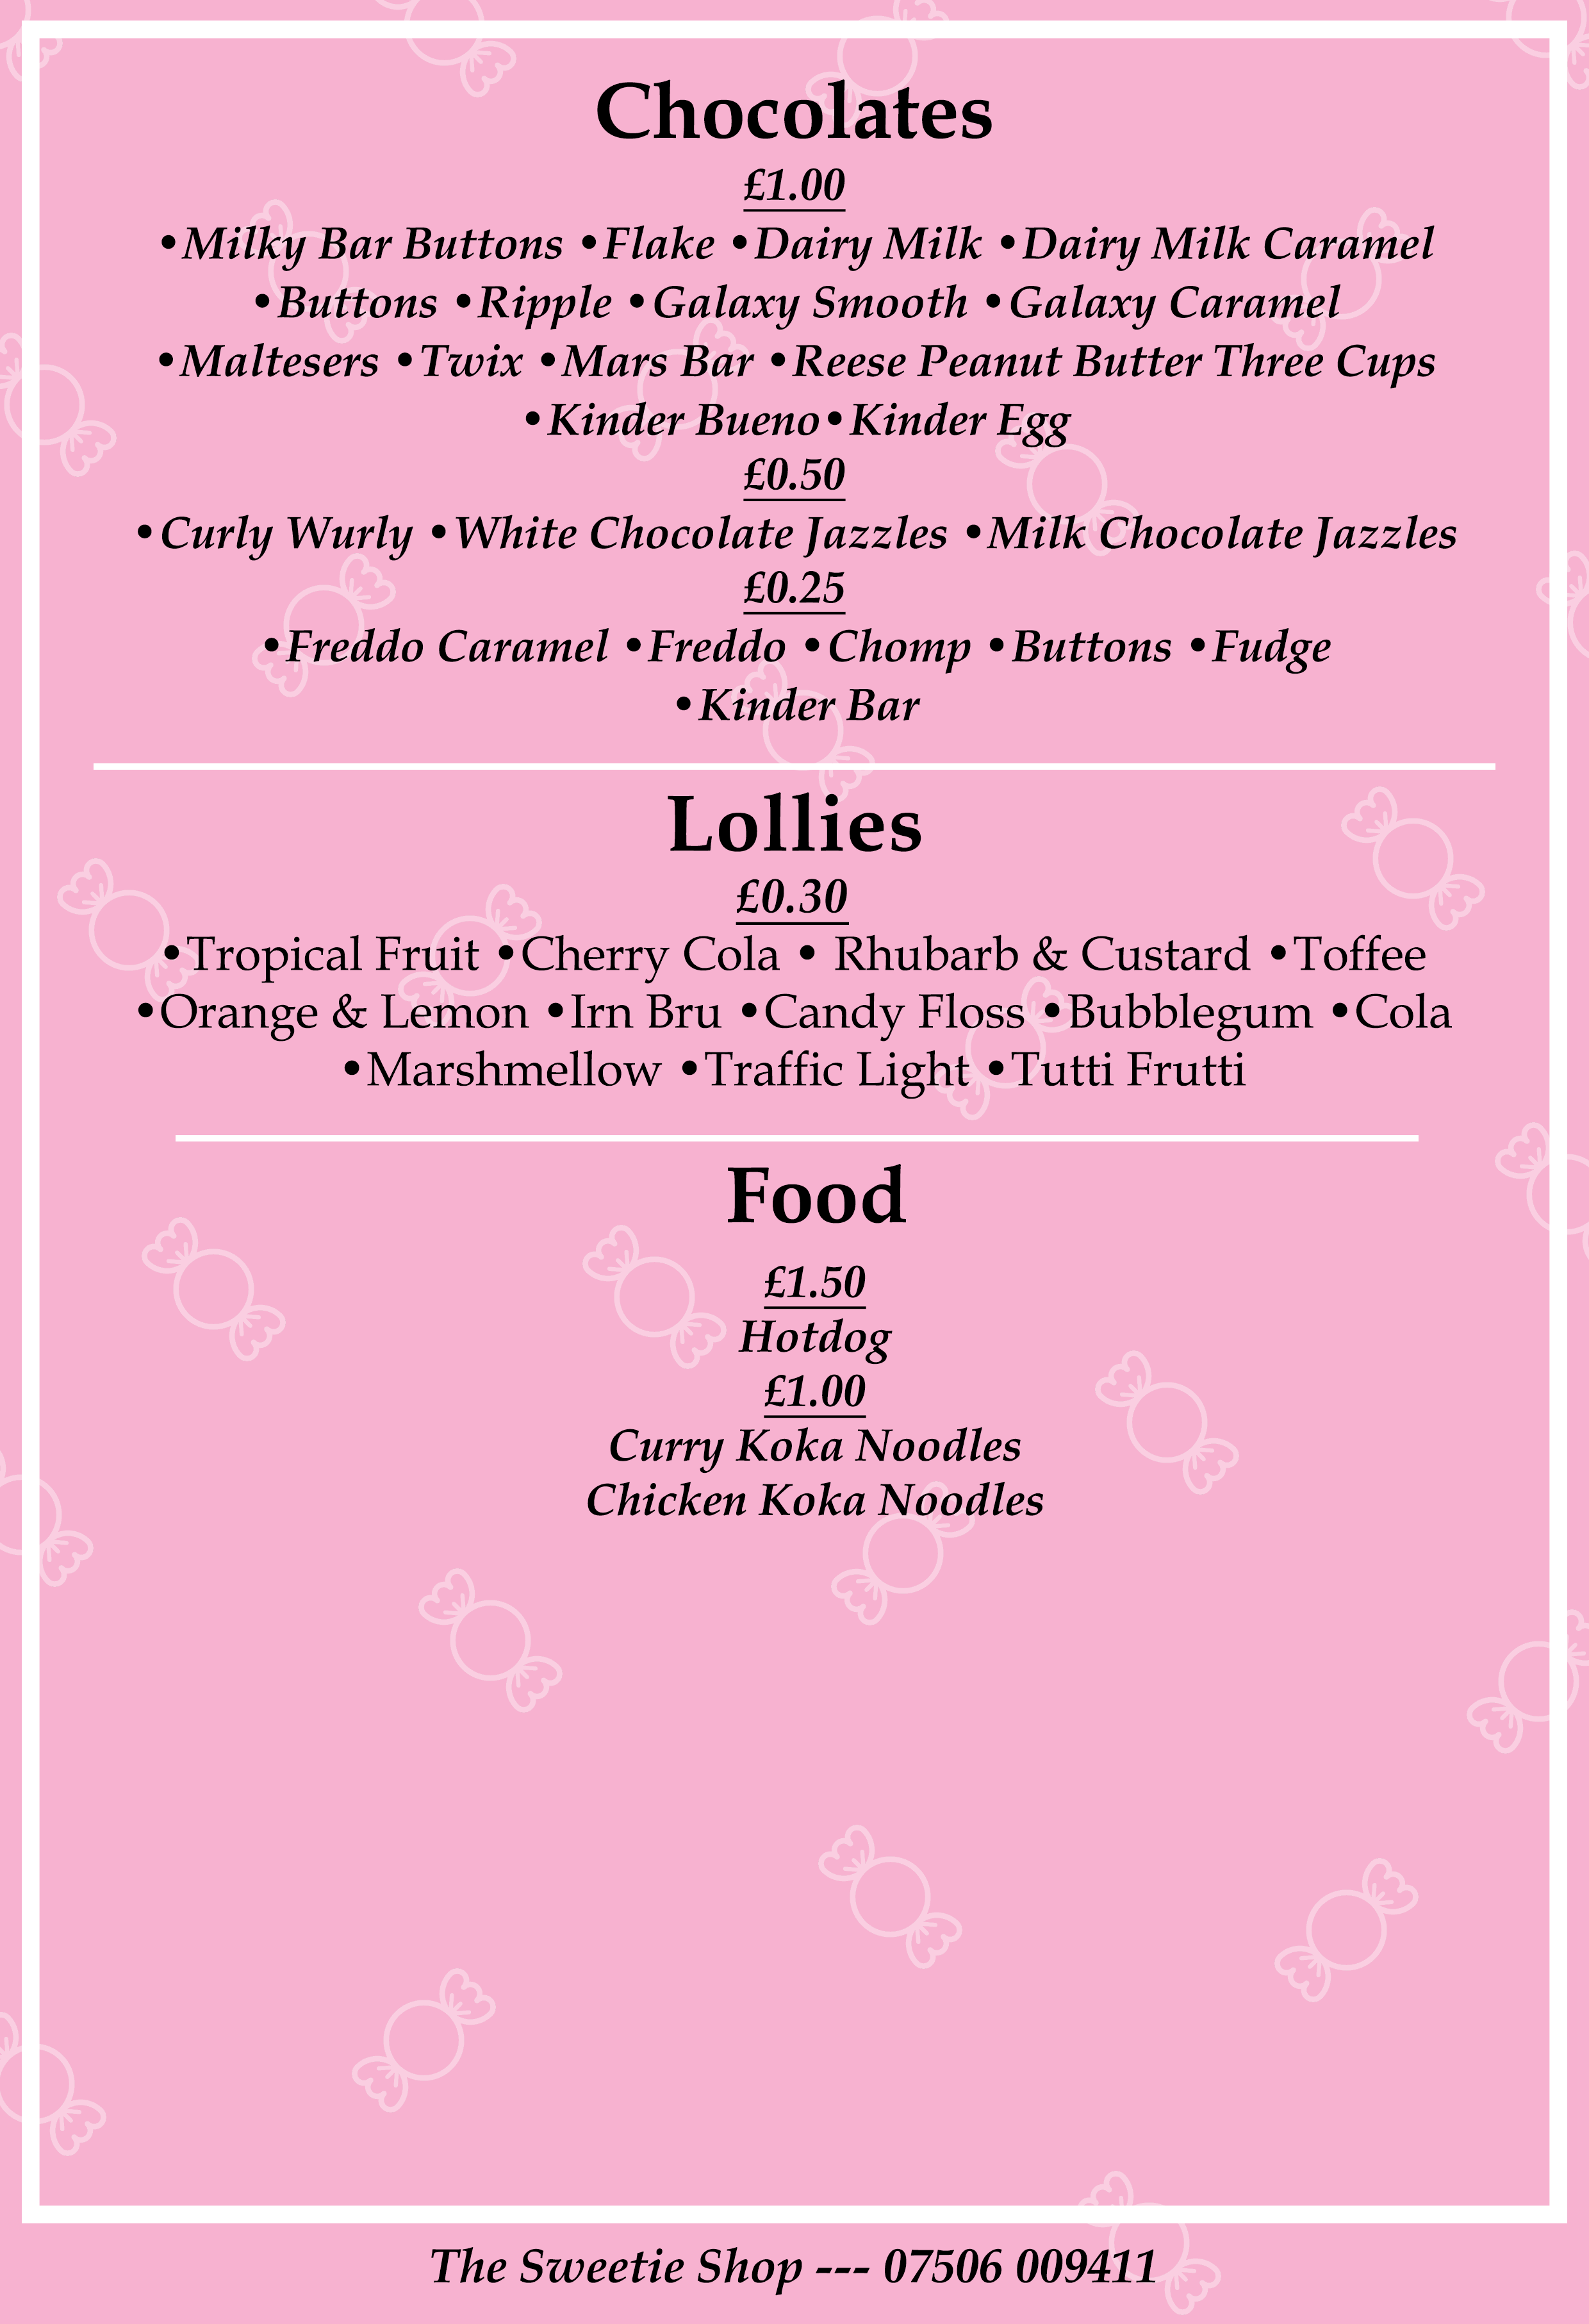 Chocolates
£1.00
•Milky Bar Buttons •Flake •Dairy Milk •Dairy Milk Caramel
•Buttons •Ripple •Galaxy Smooth •Galaxy Caramel
•Maltesers •Twix •Mars Bar •Reese Peanut Butter Three Cups
•Kinder Bueno•Kinder Egg
£0.50
•Curly Wurly •White Chocolate Jazzles •Milk Chocolate Jazzles
£0.25
•Freddo Caramel •Freddo •Chomp •Buttons •Fudge
•Kinder Bar
Lollies
£0.30
•Tropical Fruit •Cherry Cola • Rhubarb & Custard •Toffee
•Orange & Lemon •Irn Bru •Candy Floss •Bubblegum •Cola
•Marshmellow •Traffic Light •Tutti Frutti
Food
£1.50
Hotdog
£1.00
Curry Koka Noodles
Chicken Koka Noodles
The Sweetie Shop --- 07506 009411